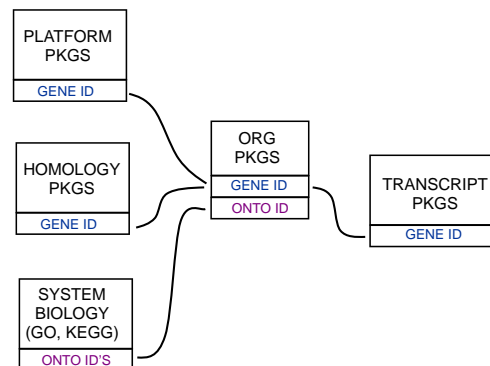 PLATFORM
PKGS
GENE ID
HOMOLOGY
PKGS
GENE ID
SYSTEM
BIOLOGY
(GO, KEGG)
ONTO ID'S
ORG
PKGS
GENE ID
ONTO ID
TRANSCRIPT
PKGS
GENE ID